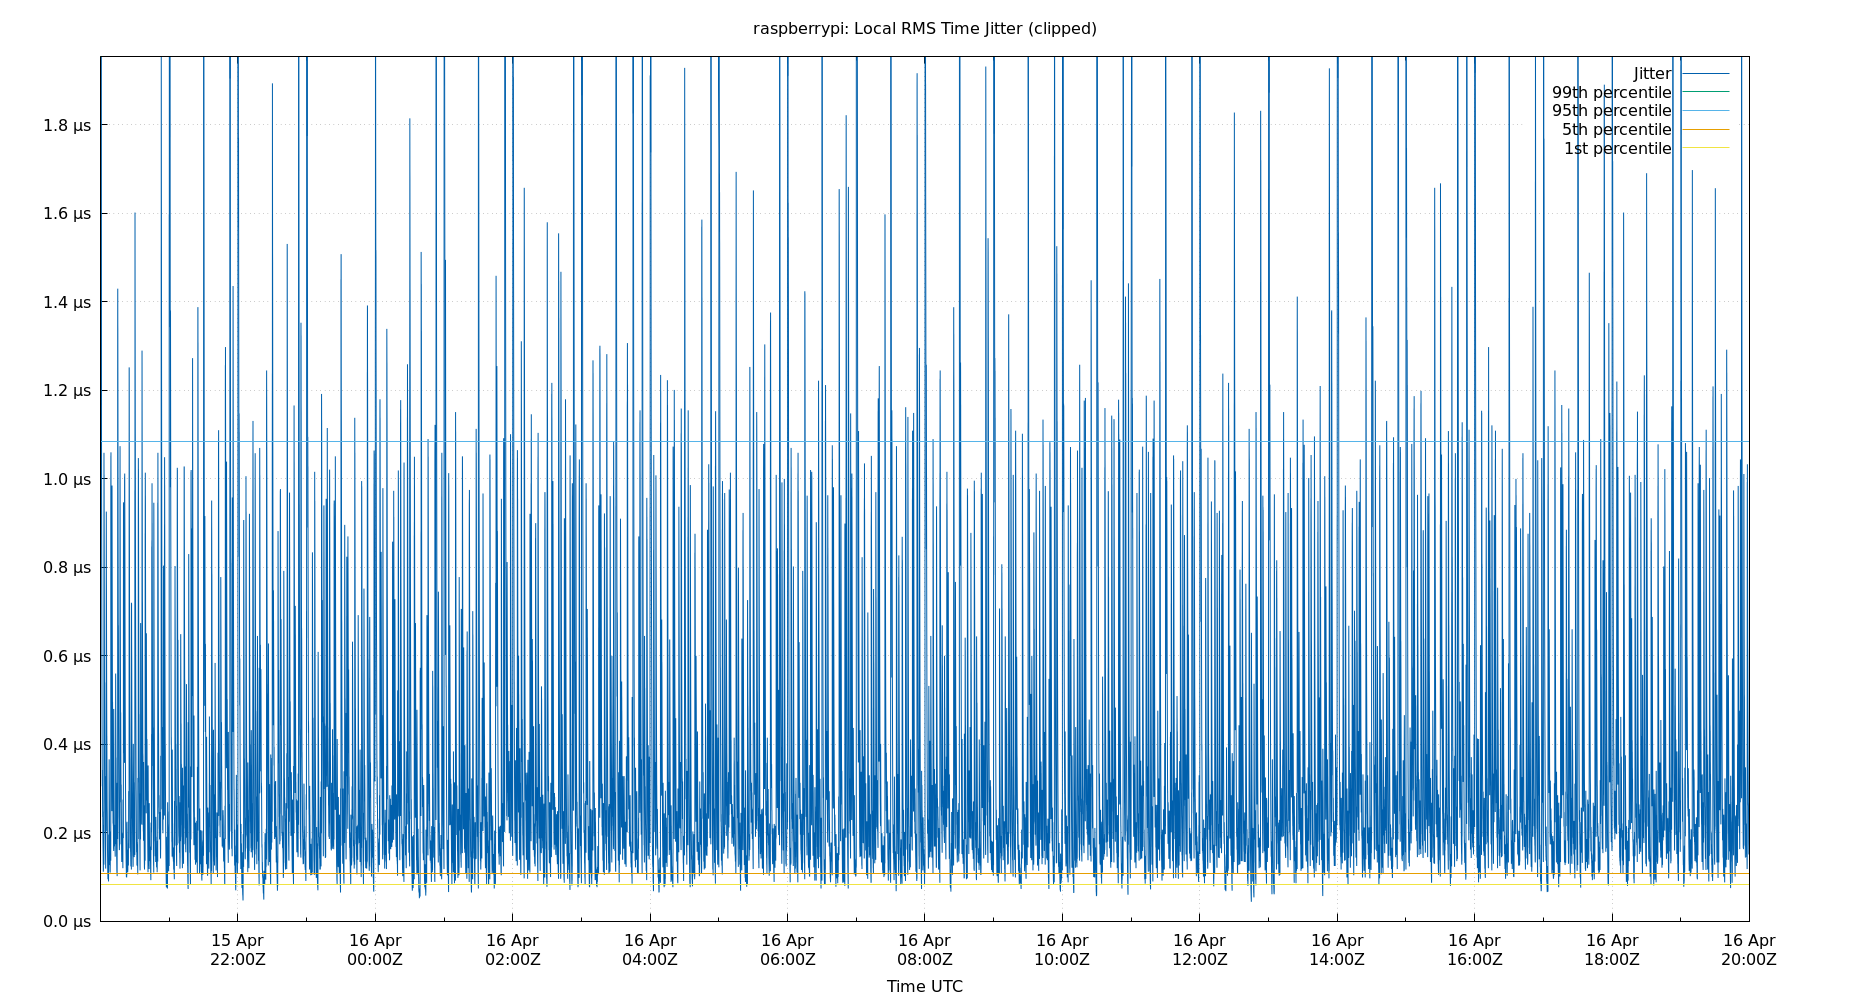 raspberrypi: Local RMS Time Jitter (clipped)
Jitter
99th percentile
95th percentile
5th percentile
1st percentile
1.8 µs
1.6 µs
1.4 µs
1.2 µs
1.0 µs
0.8 µs
0.6 µs
0.4 µs
0.2 µs
0.0 µs
15 Apr 16 Apr 16 Apr 16 Apr 16 Apr 16 Apr 16 Apr 16 Apr 16 Apr 16 Apr 16 Apr 16 Apr
22:00Z 00:00Z 02:00Z 04:00Z 06:00Z 08:00Z 10:00Z 12:00Z 14:00Z 16:00Z 18:00Z 20:00Z
Time UTC